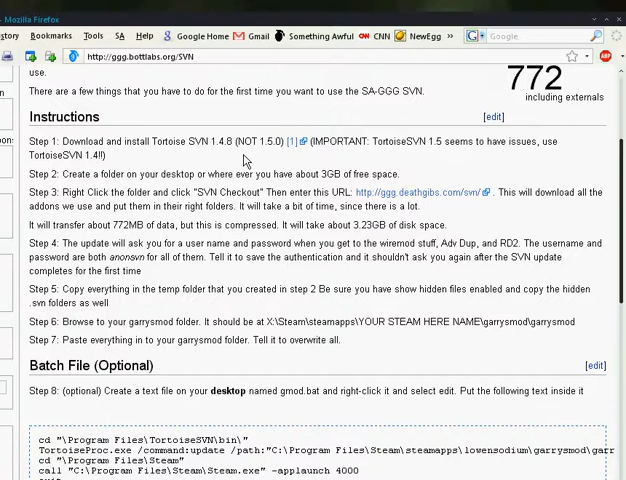 Mozilla Firefox
History Bookmarks Tools SA Help Google Home Gmail Something Awful CNN NewEgg Google
http://ggg.bottlabs.org/SVN ABP
use.
There are a few things that you have to do for the first time you want to use the SA-GGG SVN.
772
including externals
Instructions [edit]
Step 1: Download and install Tortoise SVN 1.4.8 (NOT 1.5.0) [1] (IMPORTANT: TortoiseSVN 1.5 seems to have issues, use
TortoiseSVN 1.4!!)
Step 2: Create a folder on your desktop or where ever you have about 3GB of free space.
Step 3: Right Click the folder and click "SVN Checkout" Then enter this URL: http://ggg.deathgibs.com/svn/ . This will download all the
addons we use and put them in their right folders. It will take a bit of time, since there is a lot.
It will transfer about 772MB of data, but this is compressed. It will take about 3.23GB of disk space.
Step 4: The update will ask you for a user name and password when you get to the wiremod stuff, Adv Dup, and RD2. The username and
password are both anonsvn for all of them. Tell it to save the authentication and it shouldn't ask you again after the SVN update
completes for the first time
Step 5: Copy everything in the temp folder that you created in step 2 Be sure you have show hidden files enabled and copy the hidden
.svn folders as well
Step 6: Browse to your garrysmod folder. It should be at X:\Steam\steamapps\YOUR STEAM HERE NAME\garrysmod\garrysmod
Step 7: Paste everything in to your garrysmod folder. Tell it to overwrite all.
Batch File (Optional) [edit]
Step 8: (optional) Create a text file on your desktop named gmod.bat and right-click it and select edit. Put the following text inside it
cd "\Program Files\TortoiseSVN\bin\"
TortoiseProc.exe /command:update /path:"C:\Program Files\Steam\steamapps\lowensodium\garrysmod\garr
cd "\Program Files\Steam"
call "C:\Program Files\Steam\Steam.exe" -applaunch 4000